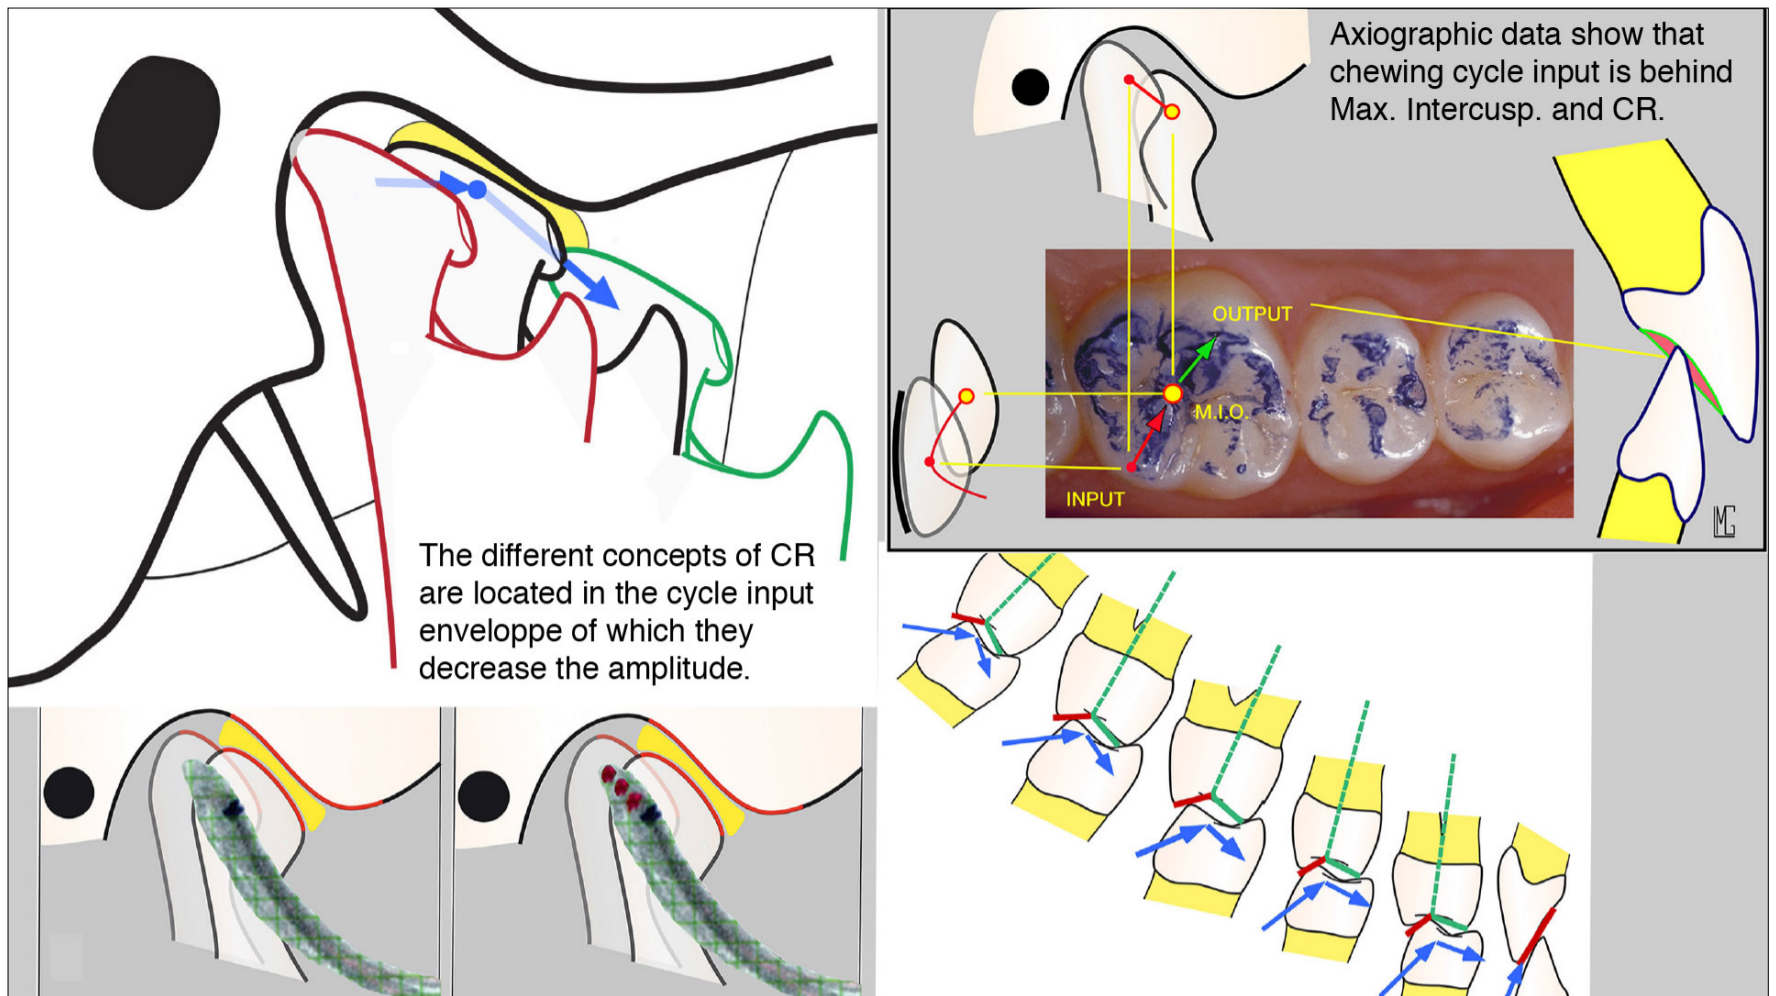 The different concepts of CR
are located in the cycle input
enveloppe of which they
decrease the amplitude.
Axiographic data show that
chewing cycle input is behind
Max. Intercusp. and CR.
OUTPUT
M.I.O.
INPUT